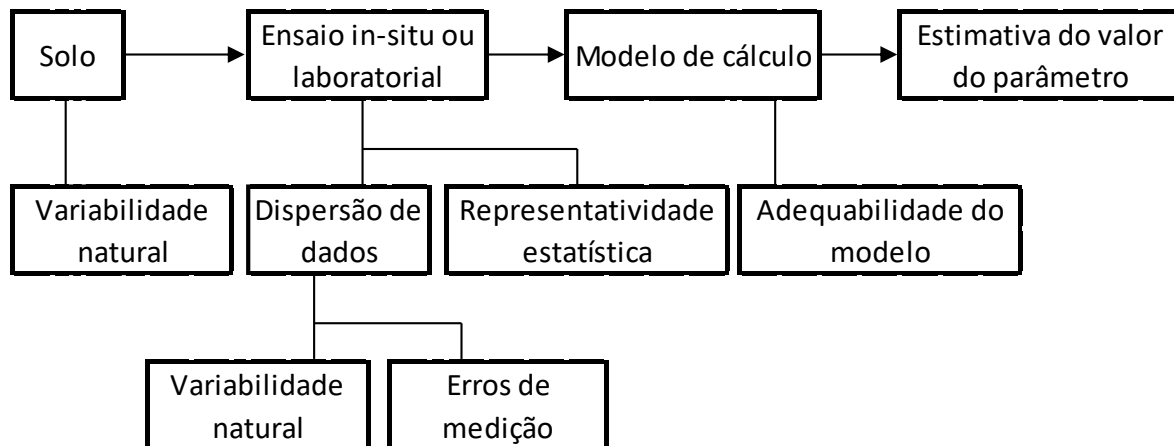 Solo
Ensaio in-situ ou
laboratorial
Modelo de cálculo
Estimativa do valor
do parâmetro
Variabilidade
natural
Dispersão de
dados
Representatividade
estatística
Adequabilidade do
modelo
Variabilidade
natural
Erros de
medição